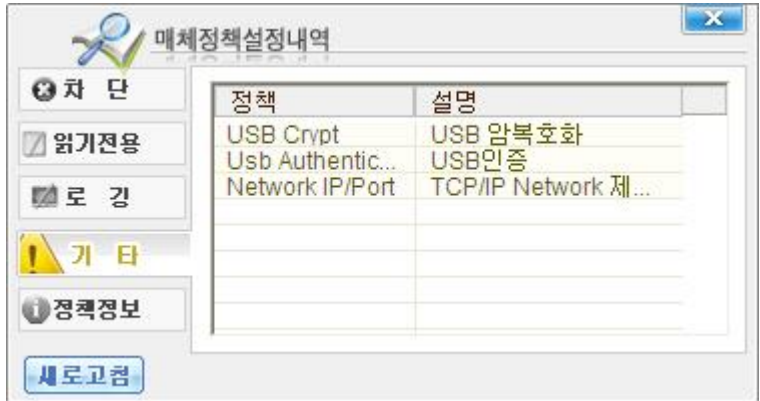 매체정책설정내역
차 단
읽기전용
로 깅
기 타
정책정보
새로고침
정책 설명
USB Crypt USB 암복호화
Usb Authentic... USB인증
Network IP/Port TCP/IP Network 제...